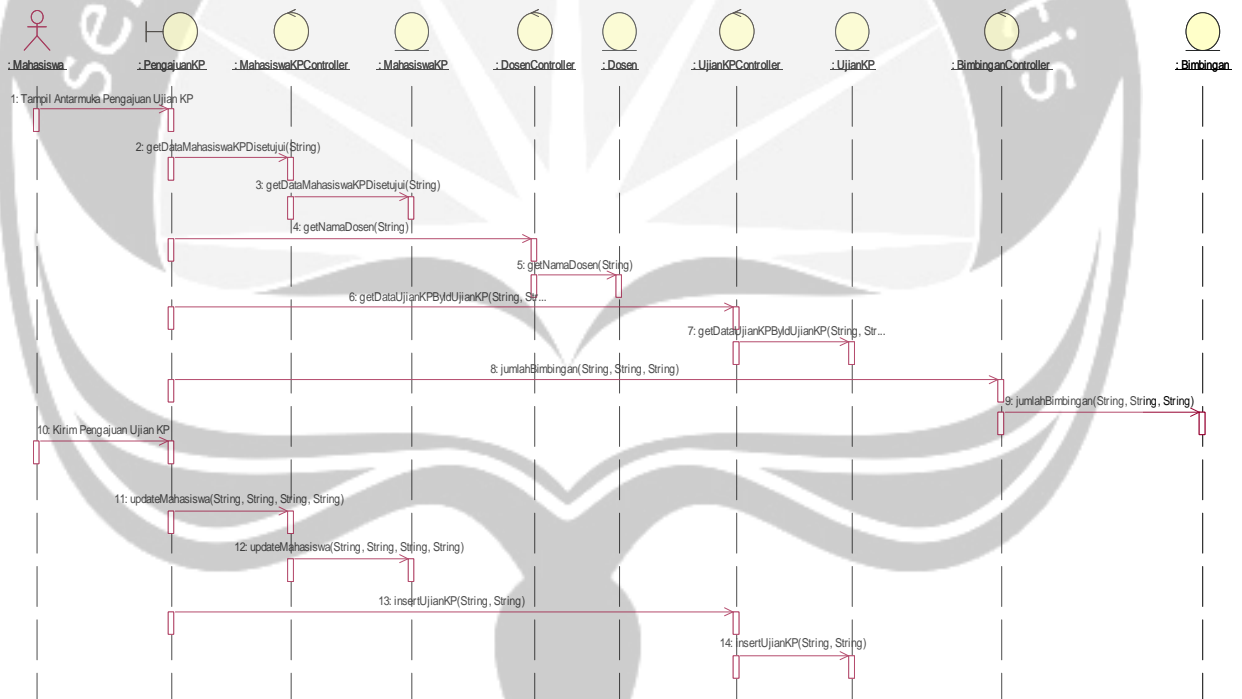 : Mahasiswa
: PengajuanKP
: MahasiswaKPController
: MahasiswaKP
: DosenController
: Dosen
: UjianKPController
: UjianKP
: BimbinganController
: Bimbingan
1: Tampil Antarmuka Pengajuan Ujian KP
2: getDataMahasiswaKPDisetujui(String)
3: getDataMahasiswaKPDisetujui(String)
4: getNamaDosen(String)
5: getNamaDosen(String)
6: getDataUjianKPByIdUjianKP(String, Str...
7: getDataUjianKPByIdUjianKP(String, Str...
8: jumlahBimbingan(String, String, String)
9: jumlahBimbingan(String, String, String)
10: Kirim Pengajuan Ujian KP
11: updateMahasiswa(String, String, String, String)
12: updateMahasiswa(String, String, String, String)
13: insertUjianKP(String, String)
14: insertUjianKP(String, String)